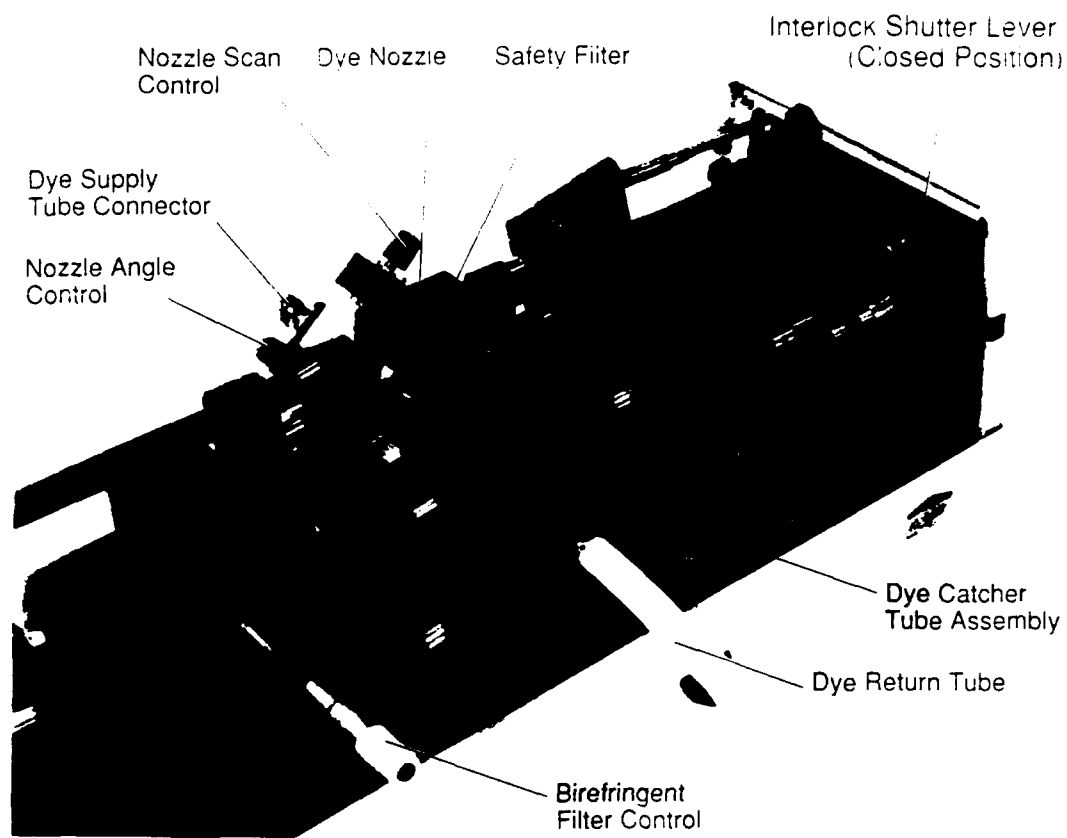 Interlock Shutter Lever
(Closed Position)
Nozzle Scan
Control
Dye Nozzle
Safety Filter
Dye Supply
Tube Connector
Nozzle Angle
Control
Dye Catcher
Tube Assembly
Dye Return Tube
Birefringent
Filter Control